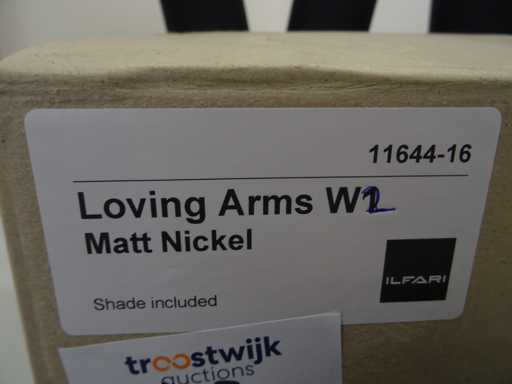 11644-16
Loving Arms W2
Matt Nickel
ILFARI
Shade included
troostwijk
auctions